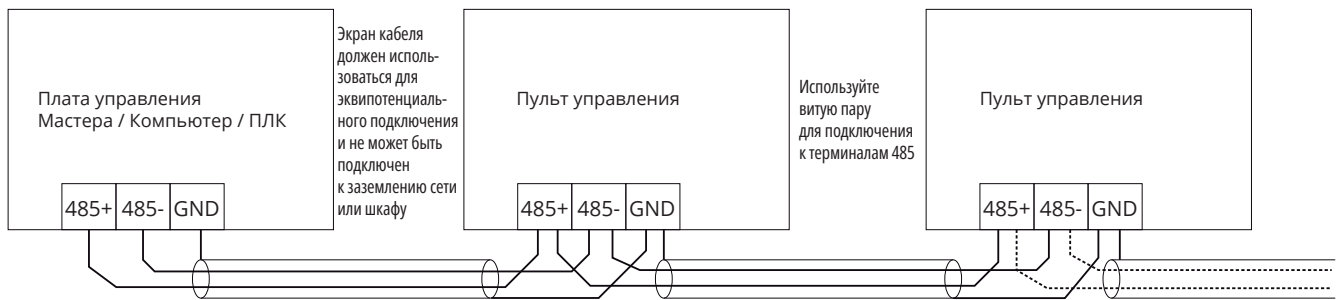 Плата управления
Мастера / Компьютер / ПЛК
485+ 485- GND
Экран кабеля
должен исполь-
зоваться для
эквипотенциаль-
ного подключения
и не может быть
подключен
к заземлению сети
или шкафу
Пульт управления
485+ 485- GND
Используйте
витую пару
для подключения
к терминалам 485
Пульт управления
485+ 485- GND